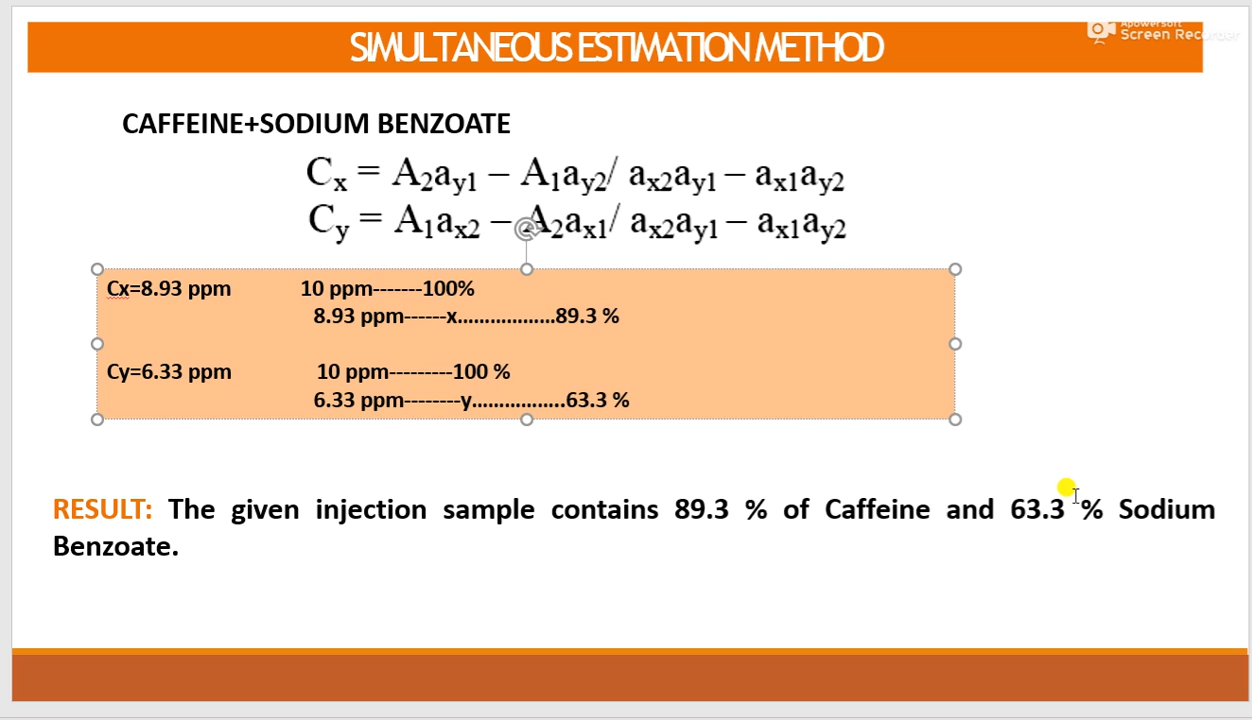 SIMULTANEOUS ESTIMATION METHOD
Apowersoft
Screen Recorder
CAFFEINE+SODIUM BENZOATE
Cx = A2ay1 – A1ay2/ ax2ay1 – ax1ay2
Cy = A1ax2 – A2ax1/ ax2ay1 – ax1ay2
Cx=8.93 ppm 10 ppm-------100%
8.93 ppm------x..................89.3 %
Cy=6.33 ppm 10 ppm---------100 %
6.33 ppm--------y.................63.3 %
RESULT: The given injection sample contains 89.3 % of Caffeine and 63.3 % Sodium
Benzoate.